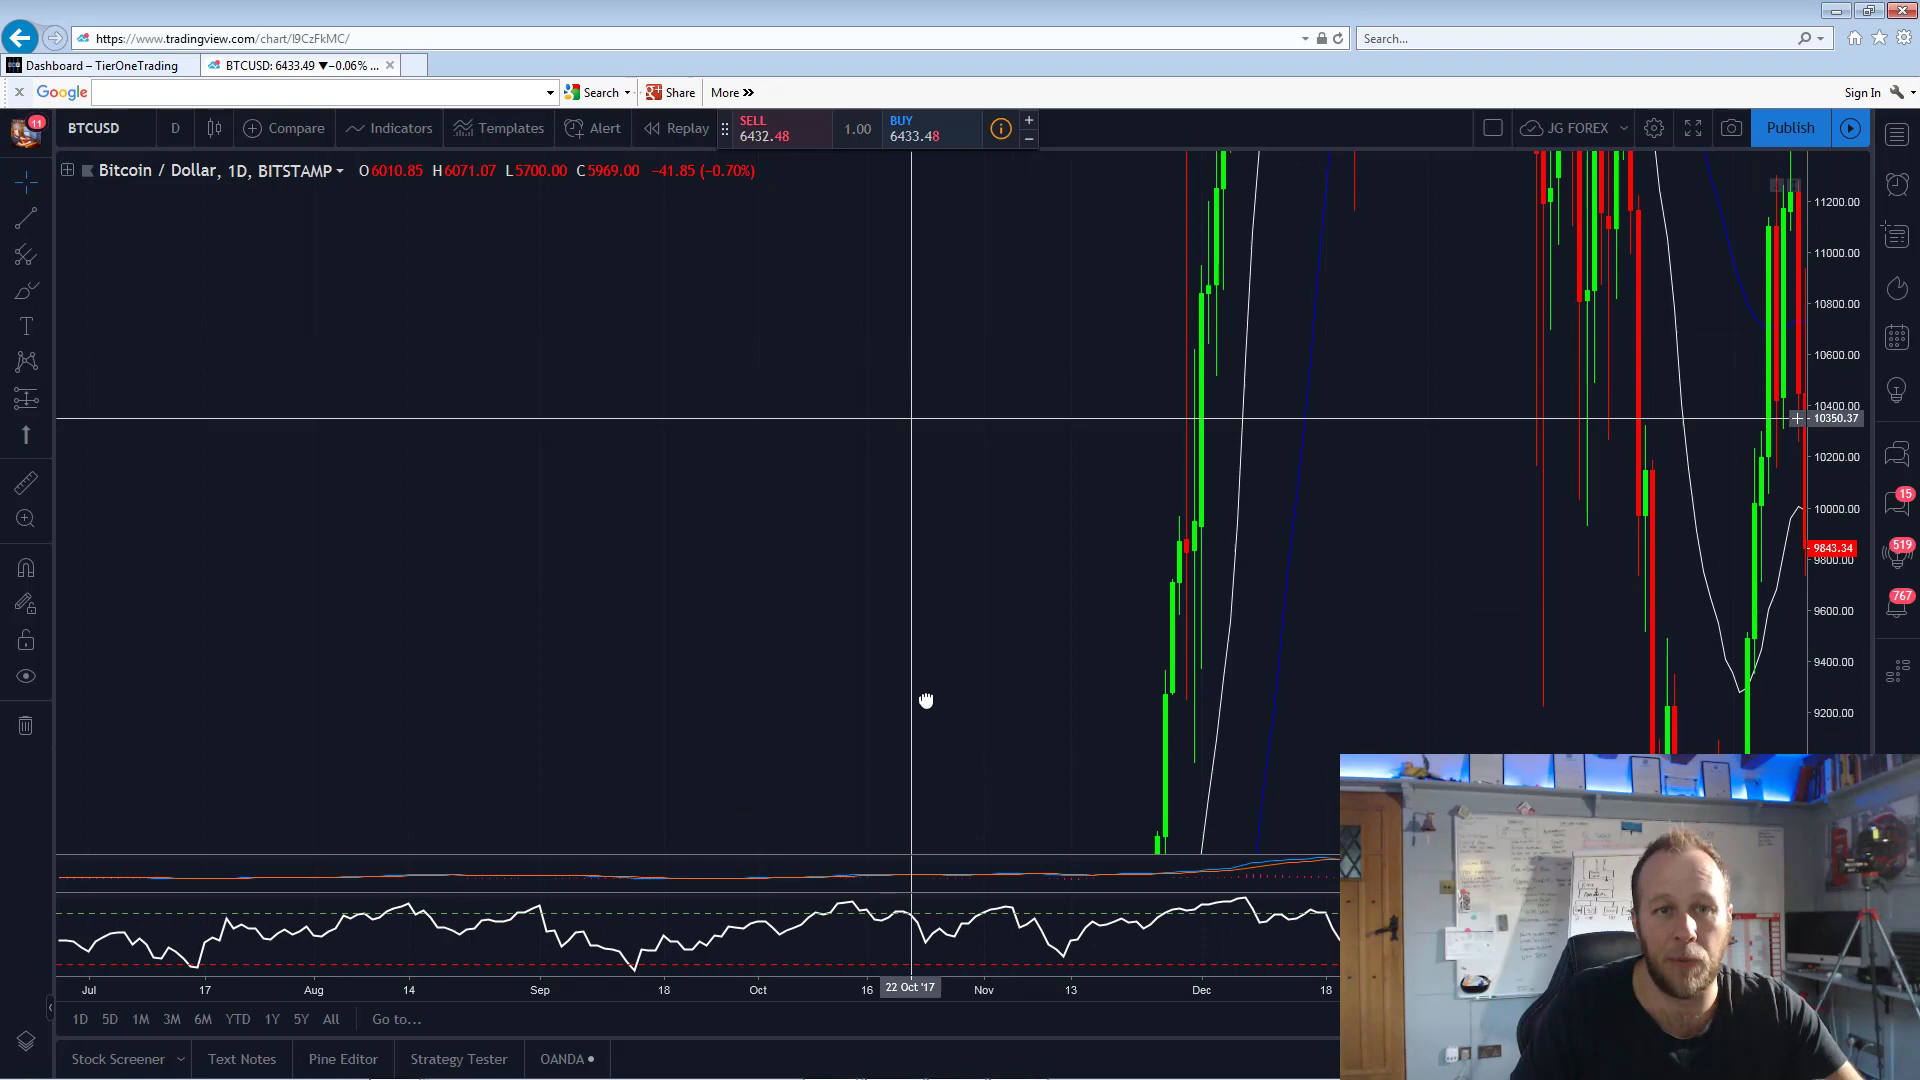 https://www.tradingview.com/chart/I9CzFkMC/
Search...
Dashboard – TierOneTrading
BTCUSD: 6433.49 ▼−0.06% ...
Google
Search
Share
More »
Sign In
11
BTCUSD
D
Compare
Indicators
Templates
Alert
Replay
SELL
6432.48
1.00
BUY
6433.48
JG FOREX
Publish
Bitcoin / Dollar, 1D, BITSTAMP
O6010.85 H6071.07 L5700.00 C5969.00 −41.85 (−0.70%)
11200.00
11000.00
10800.00
10600.00
10400.00
10350.37
10200.00
10000.00
9843.34
9800.00
9600.00
9400.00
9200.00
15
519
767
Jul
17
Aug
14
Sep
18
Oct
16
22 Oct '17
Nov
13
Dec
18
1D
5D
1M
3M
6M
YTD
1Y
5Y
All
Go to...
Stock Screener
Text Notes
Pine Editor
Strategy Tester
OANDA